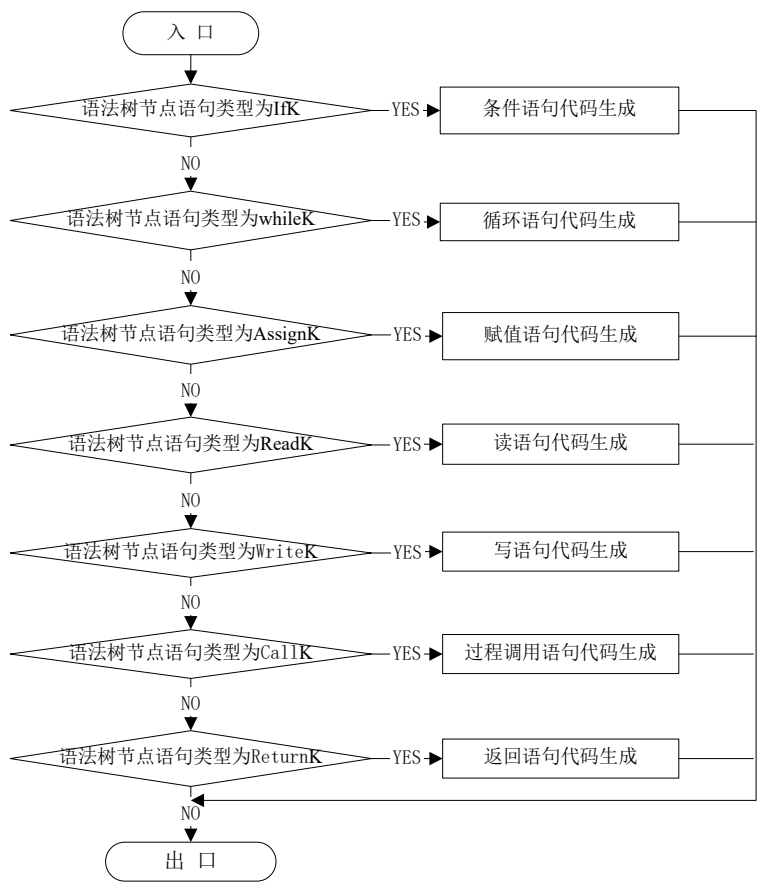 入 口
语法树节点语句类型为IfK
YES
条件语句代码生成
NO
语法树节点语句类型为whileK
YES
循环语句代码生成
NO
语法树节点语句类型为AssignK
YES
赋值语句代码生成
NO
语法树节点语句类型为ReadK
YES
读语句代码生成
NO
语法树节点语句类型为WriteK
YES
写语句代码生成
NO
语法树节点语句类型为CallK
YES
过程调用语句代码生成
NO
语法树节点语句类型为ReturnK
YES
返回语句代码生成
NO
出 口